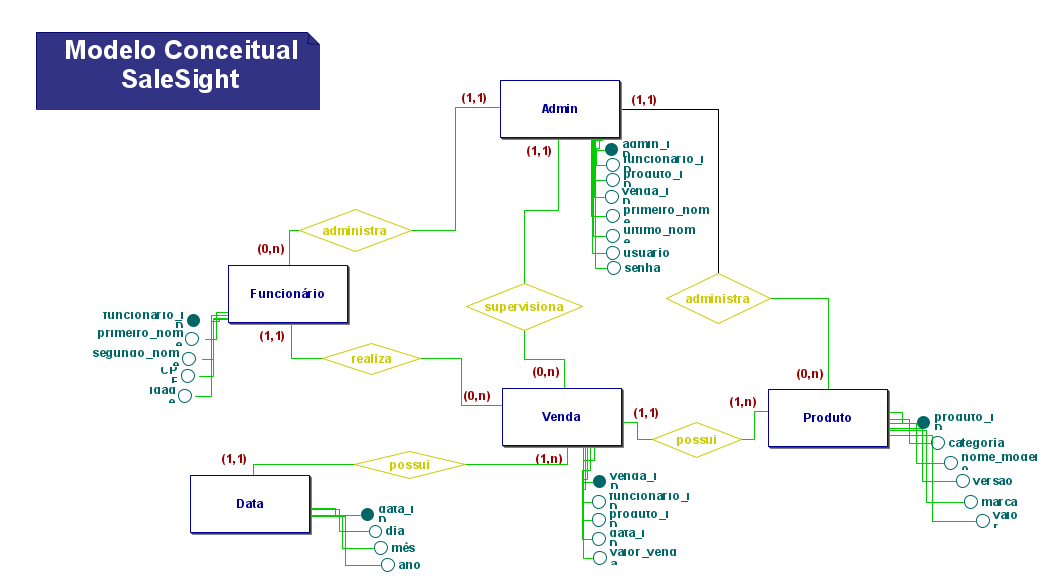 Modelo Conceitual
SaleSight
(1,1)
Admin
(1,1)
(1,1)
admin_ID
funcionario_ID
produto_ID
venda_ID
primeiro_nome
ultimo_nome
usuario
senha
administra
(0,n)
Funcionário
funcionario_ID
primeiro_nome
segundo_nome
CPF
idade
(1,1)
supervisiona
administra
realiza
(0,n)
(0,n)
(0,n)
Venda
(1,1)
(1,n)
Produto
possui
produto_ID
categoria
nome_modelo
versao
marca
valor
(1,1)
possui
(1,n)
Data
data_ID
dia
mês
ano
venda_ID
funcionario_ID
produto_ID
data_ID
valor_venda